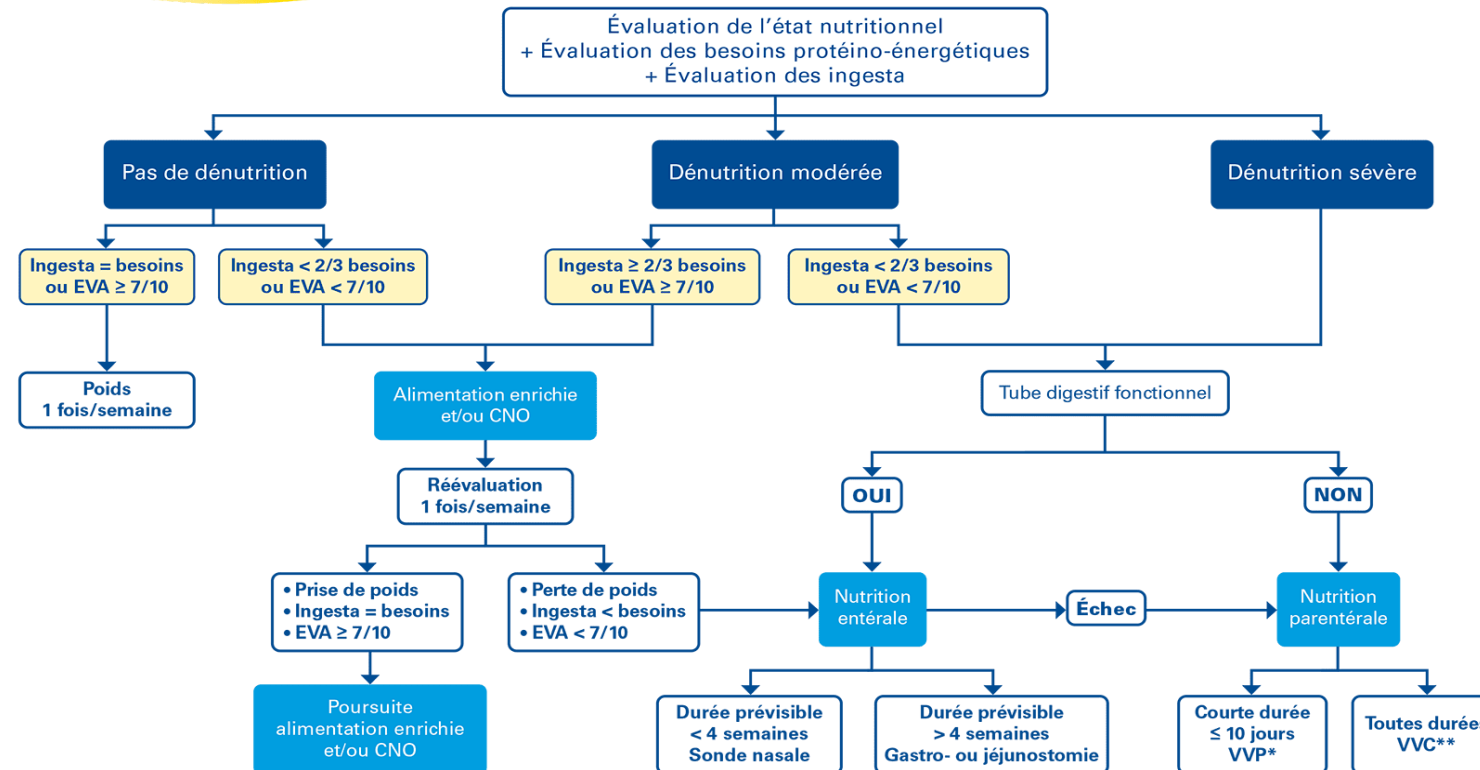 Évaluation de l'état nutritionnel
+ Évaluation des besoins protéino-énergétiques
+ Évaluation des ingesta
Pas de dénutrition
Dénutrition modérée
Dénutrition sévère
Ingesta = besoins
ou EVA ≥ 7/10
Ingesta < 2/3 besoins
ou EVA < 7/10
Ingesta ≥ 2/3 besoins
ou EVA ≥ 7/10
Ingesta < 2/3 besoins
ou EVA < 7/10
Poids
1 fois/semaine
Alimentation enrichie
et/ou CNO
Tube digestif fonctionnel
Réévaluation
1 fois/semaine
OUI
NON
• Prise de poids
• Ingesta = besoins
• EVA ≥ 7/10
• Perte de poids
• Ingesta < besoins
• EVA < 7/10
Nutrition
entérale
Échec
Nutrition
parentérale
Poursuite
alimentation enrichie
et/ou CNO
Durée prévisible
< 4 semaines
Sonde nasale
Durée prévisible
> 4 semaines
Gastro- ou jéjunostomie
Courte durée
≤ 10 jours
VVP*
Toutes durées
VVC**